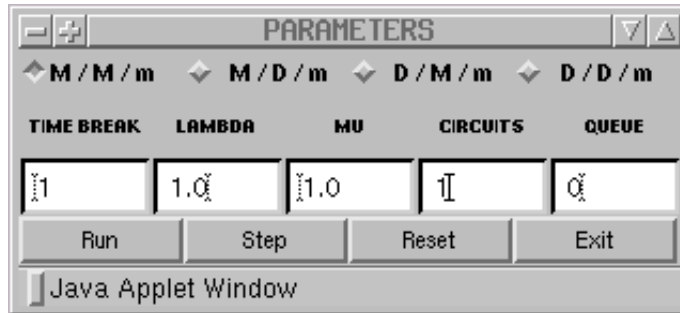 PARAMETERS
M / M / m M / D / m D / M / m D / D / m
TIME BREAK LAMBDA MU CIRCUITS QUEUE
1 1.0 1.0 1 0
Run Step Reset Exit
Java Applet Window